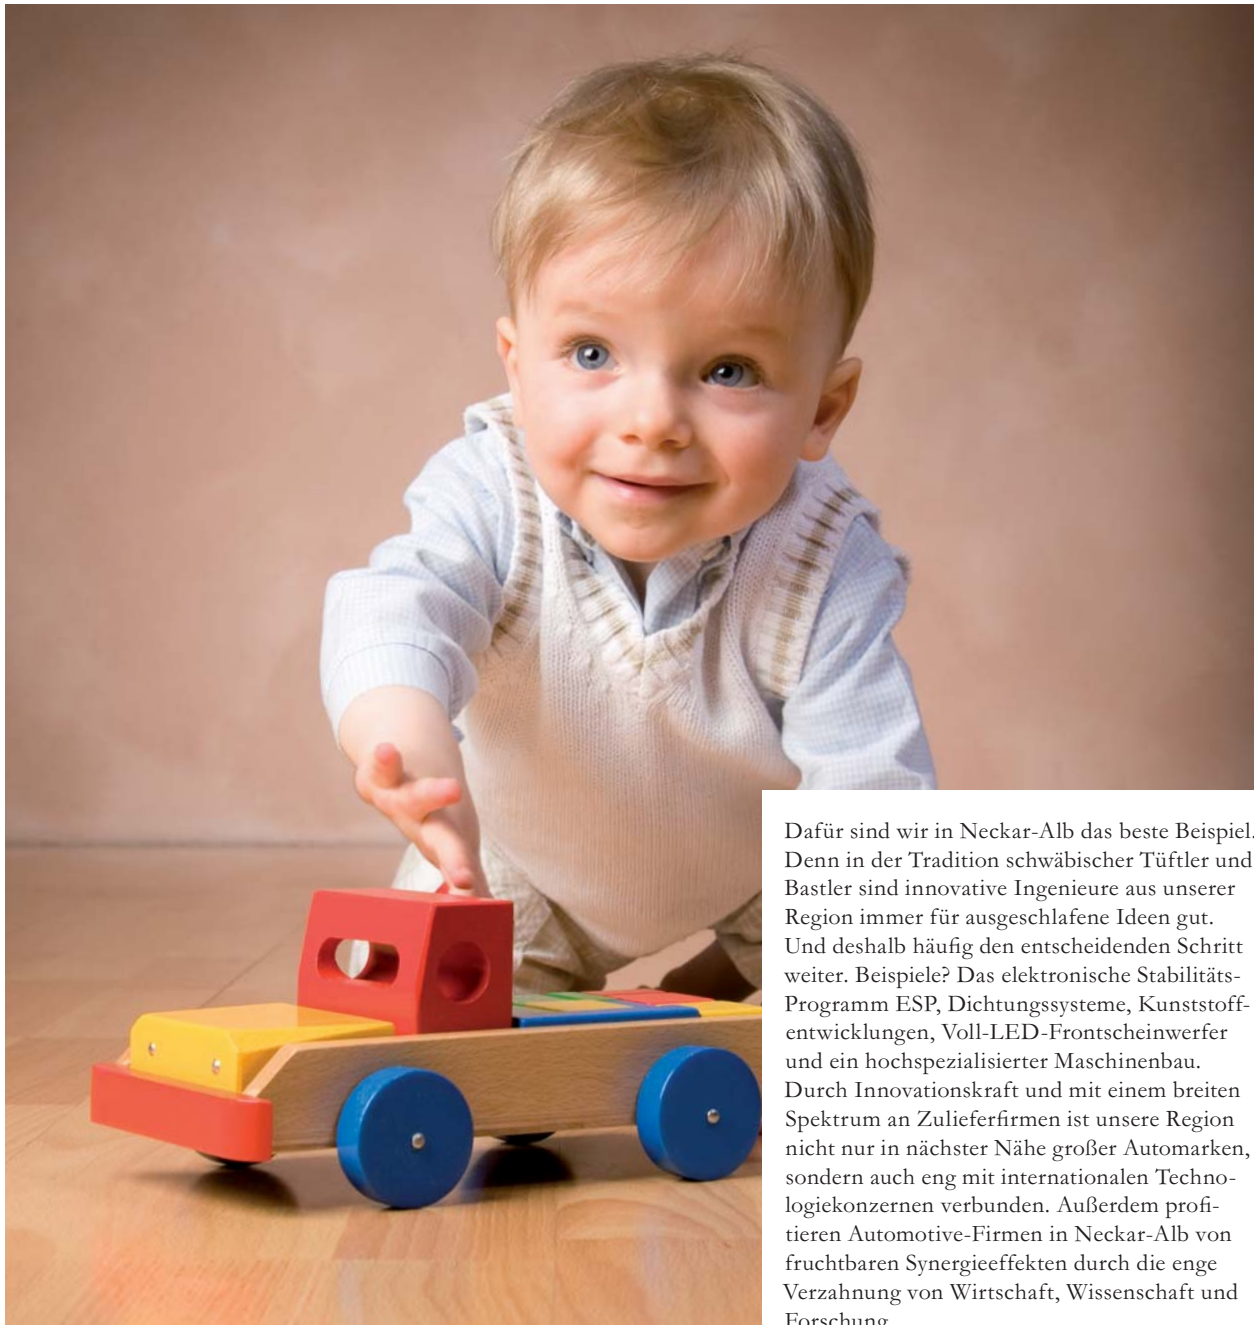 Dafür sind wir in Neckar-Alb das beste Beispiel.
Denn in der Tradition schwäbischer Tüftler und
Bastler sind innovative Ingenieure aus unserer
Region immer für ausgeschlafene Ideen gut.
Und deshalb häufig den entscheidenden Schritt
weiter. Beispiele? Das elektronische Stabilitäts-
Programm ESP, Dichtungssysteme, Kunststoff-
entwicklungen, Voll-LED-Frontscheinwerfer
und ein hochspezialisierter Maschinenbau.
Durch Innovationskraft und mit einem breiten
Spektrum an Zulieferfirmen ist unsere Region
nicht nur in nächster Nähe großer Automarken,
sondern auch eng mit internationalen Techno-
logiekonzernen verbunden. Außerdem profi-
tieren Automotive-Firmen in Neckar-Alb von
fruchtbaren Synergieeffekten durch die enge
Verzahnung von Wirtschaft, Wissenschaft und
Forschung